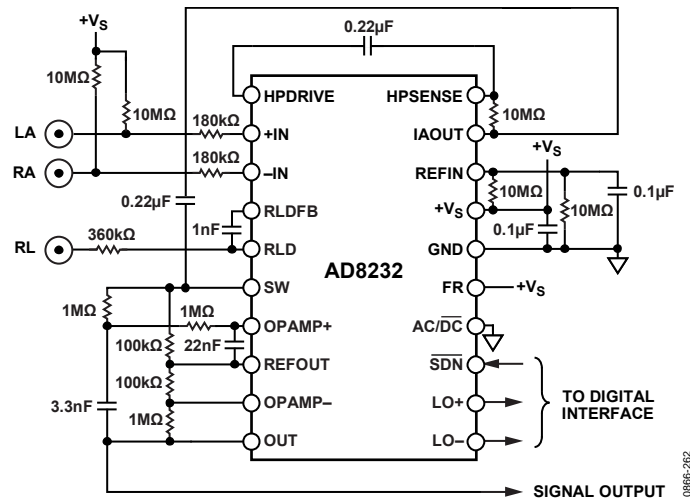 +VS
0.22µF
10MΩ
10MΩ
HPDRIVE
HPSENSE
10MΩ
LA
180kΩ
+IN
IAOUT
+VS
RA
180kΩ
–IN
REFIN
10MΩ
0.1µF
0.22µF
RLDFB
+VS
10MΩ
1nF
0.1µF
RL
360kΩ
RLD
GND
AD8232
SW
FR
+VS
1MΩ
1MΩ
OPAMP+
AC/DC
100kΩ
22nF
REFOUT
SDN
100kΩ
3.3nF
OPAMP–
LO+
TO DIGITAL
INTERFACE
1MΩ
OUT
LO–
SIGNAL OUTPUT
0866-262